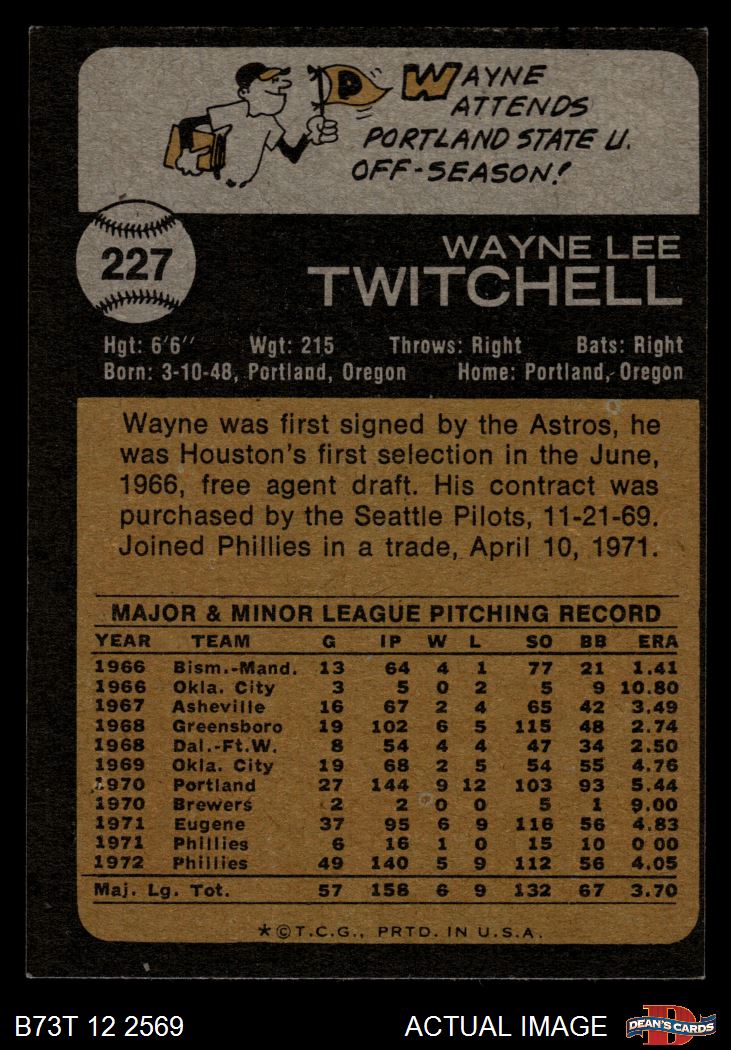 WAYNE
ATTENDS
PORTLAND STATE U.
OFF-SEASON!
P
227
WAYNE LEE
TWITCHELL
Hgt: 6'6" Wgt: 215 Throws: Right Bats: Right
Born: 3-10-48, Portland, Oregon Home: Portland, Oregon
Wayne was first signed by the Astros, he
was Houston's first selection in the June,
1966, free agent draft. His contract was
purchased by the Seattle Pilots, 11-21-69.
Joined Phillies in a trade, April 10, 1971.
MAJOR & MINOR LEAGUE PITCHING RECORD
YEAR TEAM G IP W L SO BB ERA
1966 Bism.-Mand. 13 64 4 1 77 21 1.41
1966 Okla. City 3 5 0 2 5 9 10.80
1967 Asheville 16 67 2 4 65 42 3.49
1968 Greensboro 19 102 6 5 115 48 2.74
1968 Dal.-Ft.W. 8 54 4 4 47 34 2.50
1969 Okla. City 19 68 2 5 54 55 4.76
1970 Portland 27 144 9 12 103 93 5.44
1970 Brewers 2 2 0 0 5 1 9.00
1971 Eugene 37 95 6 9 116 56 4.83
1971 Phillies 6 16 1 0 15 10 0 00
1972 Phillies 49 140 5 9 112 56 4.05
Maj. Lg. Tot. 57 158 6 9 132 67 3.70
*©T.C.G., PRTD. IN U.S.A.
B73T 12 2569 ACTUAL IMAGE
D
DEAN'S CARDS